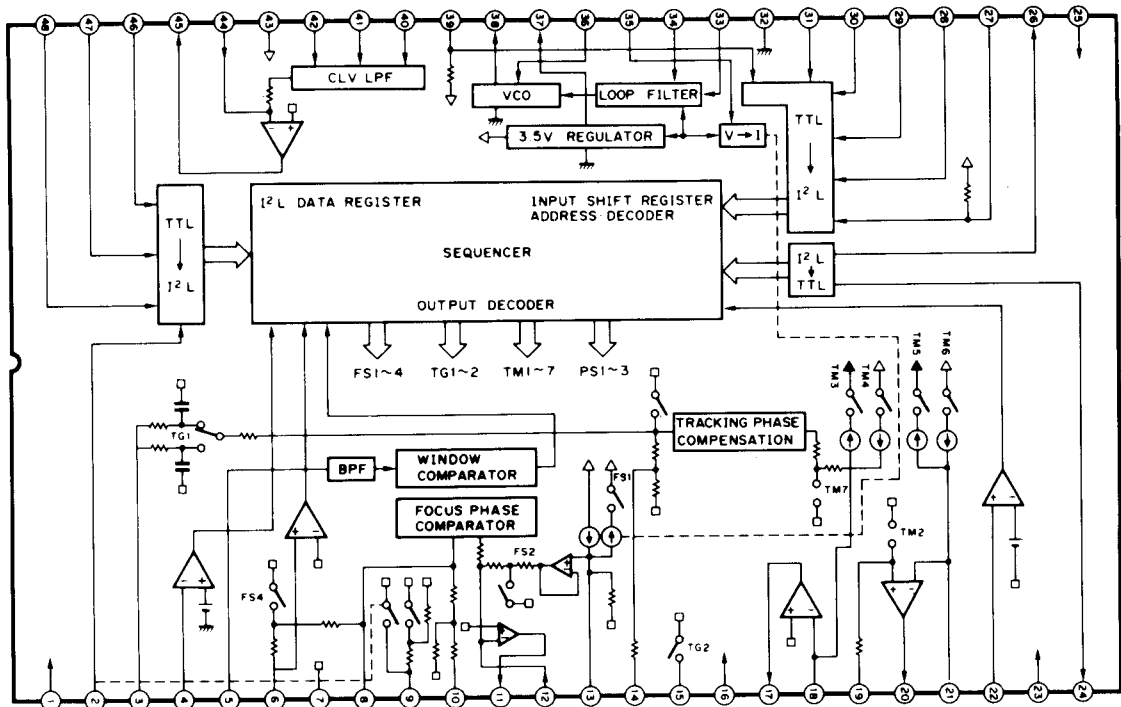 48 47 46 45 44 43 42 41 40 39 38 37 36 35 34 33 32 31 30 29 28 27 26 25
CLV LPF
VCO
LOOP FILTER
3.5V REGULATOR
V→I
TTL
↓
I²L
TTL
↓
I²L
I²L DATA REGISTER
INPUT SHIFT REGISTER
ADDRESS·DECODER
SEQUENCER
OUTPUT DECODER
I²L
↓
TTL
FS1~4
TG1~2
TM1~7
PS1~3
TM3
TM4
TM5
TM6
TG1
TRACKING PHASE
COMPENSATION
BPF
WINDOW
COMPARATOR
FS1
TM7
FOCUS PHASE
COMPARATOR
FS2
TM2
FS4
TG2
- +
- +
+ -
+ -
+ -
+ -
+ -
1 2 3 4 5 6 7 8 9 10 11 12 13 14 15 16 17 18 19 20 21 22 23 24